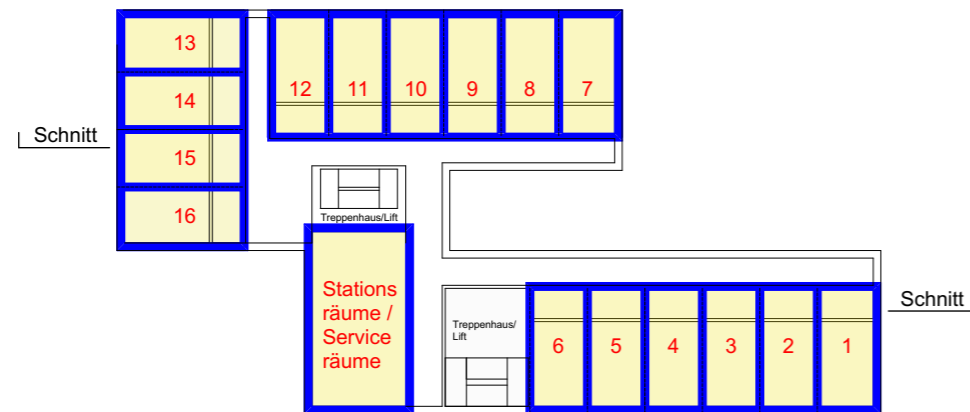 13
12 11 10 9 8 7
14
Schnitt
15
16
Treppenhaus/Lift
Stations
räume /
Service
räume
Schnitt
Treppenhaus/
Lift
6 5 4 3 2 1